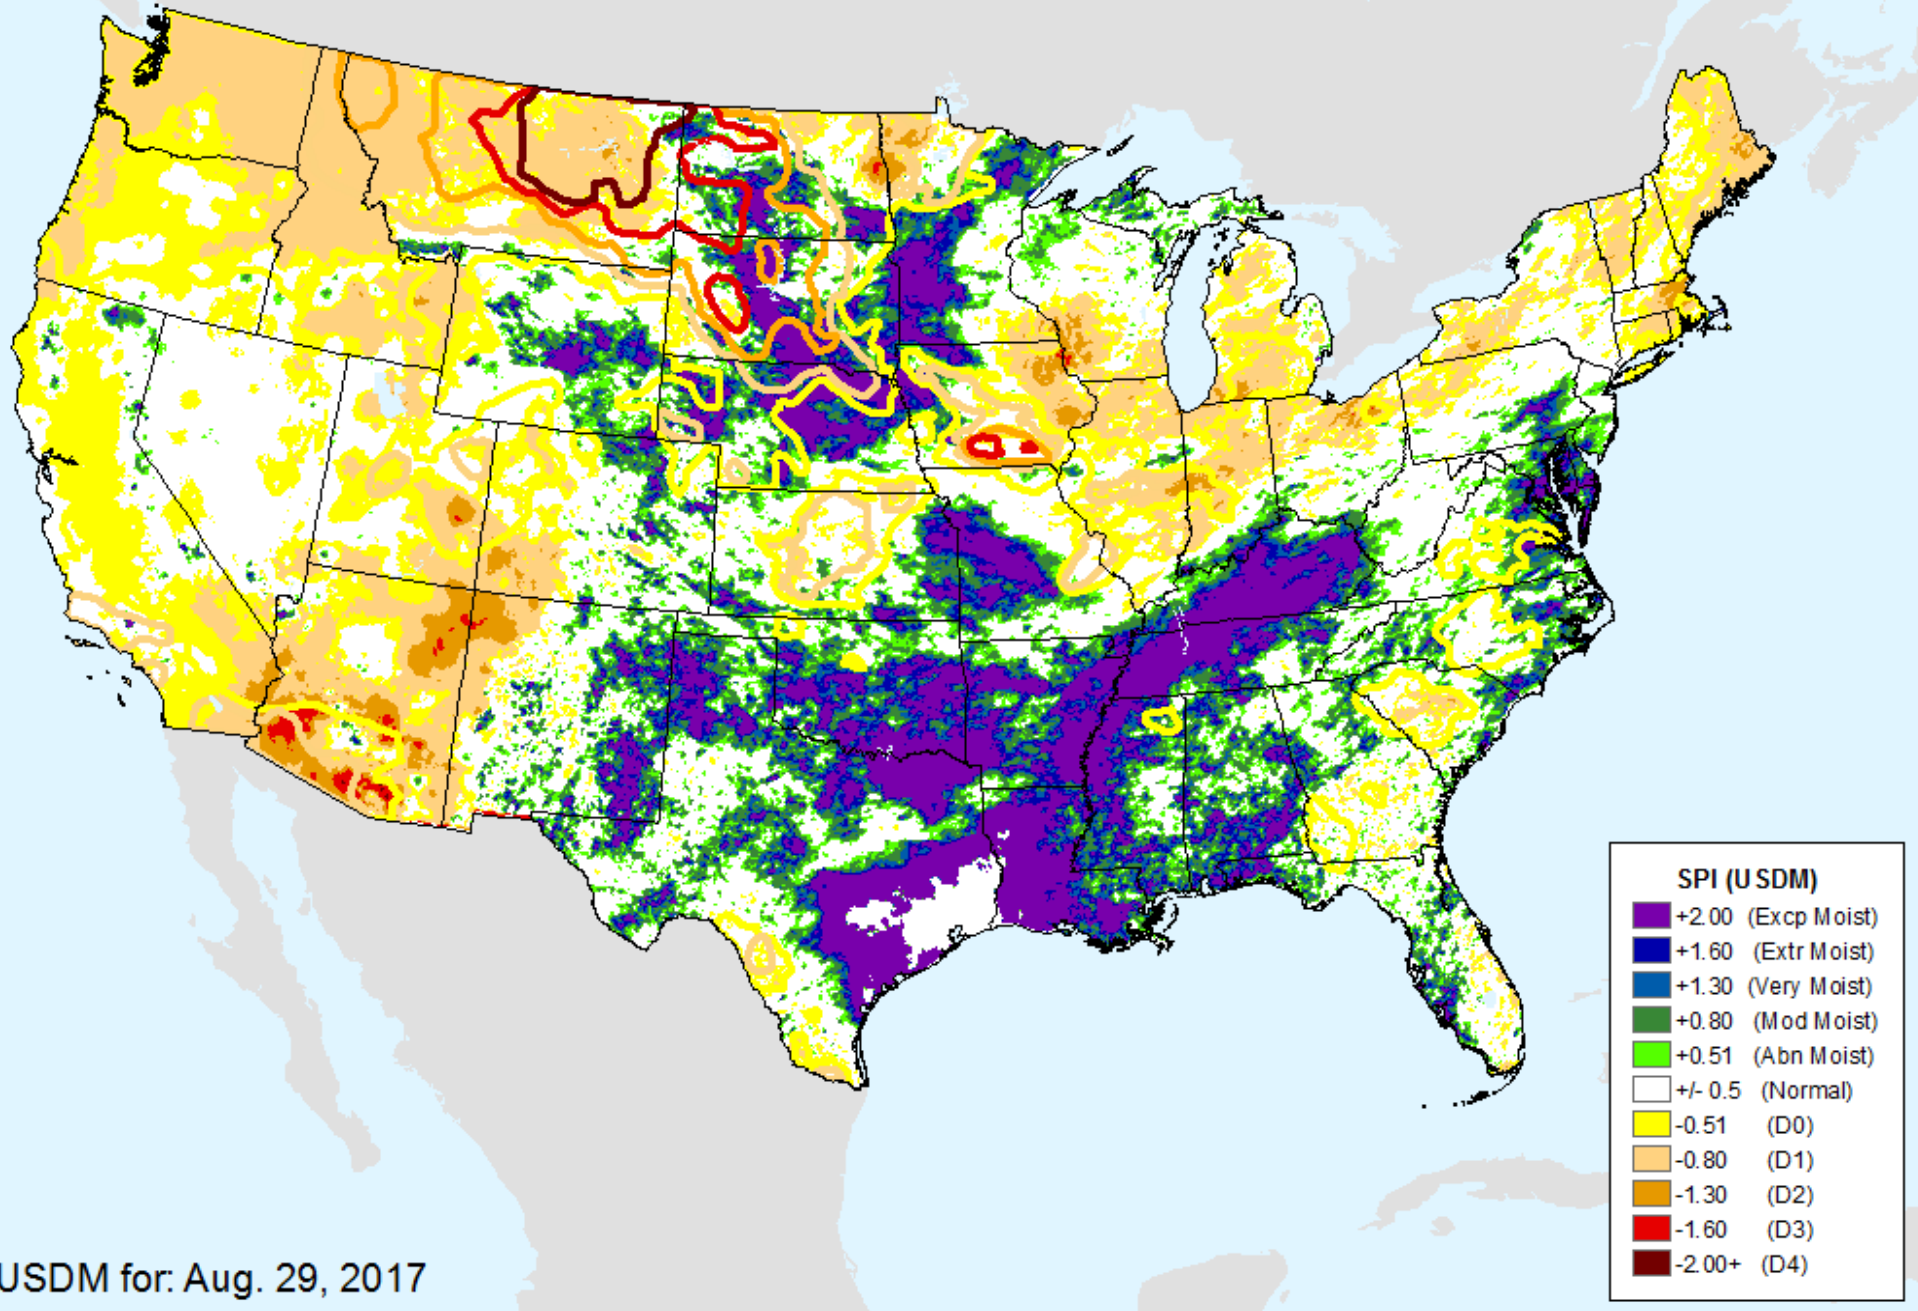 SPI (USDM)
+2.00 (Excp Moist)
+1.60 (Extr Moist)
+1.30 (Very Moist)
+0.80 (Mod Moist)
+0.51 (Abn Moist)
+/- 0.5 (Normal)
-0.51 (D0)
-0.80 (D1)
-1.30 (D2)
-1.60 (D3)
-2.00+ (D4)
USDM for: Aug. 29, 2017